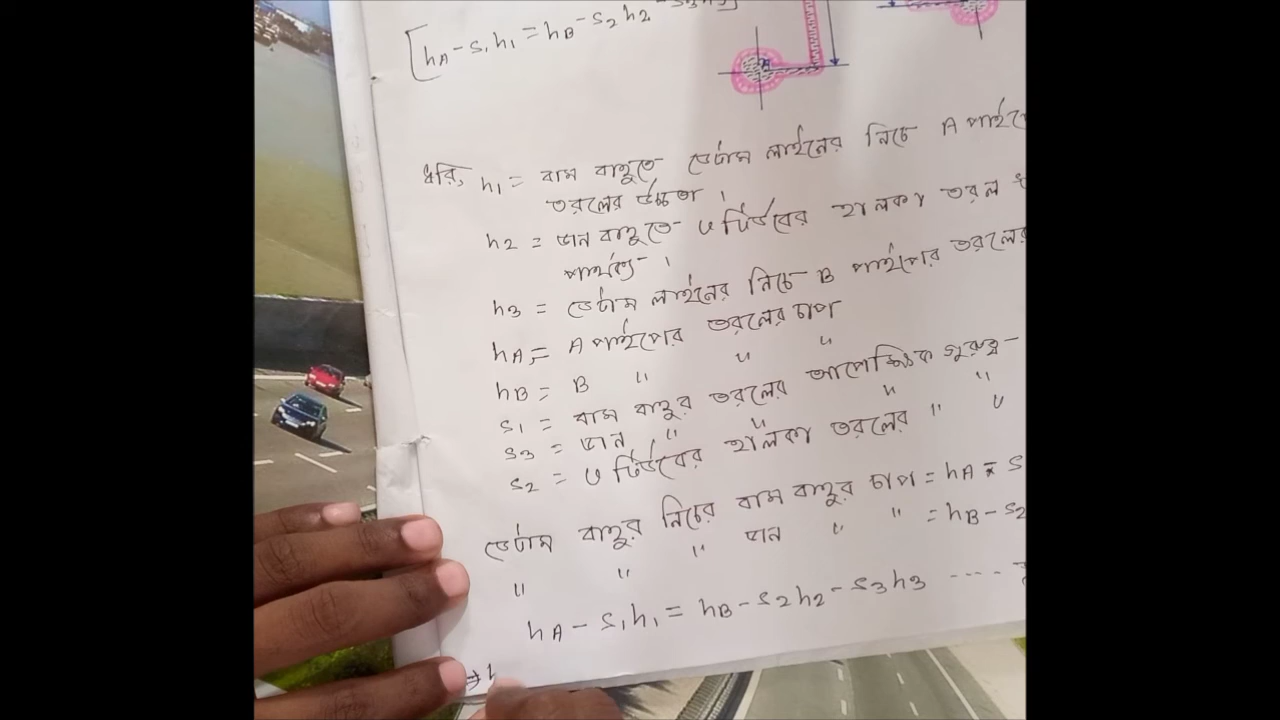 [hA - s1h1 = hB - s2h2 - s3h3]
A
ধরি, h1 = বাম বাহুতে ডেটাম লাইনের নিচে A পাইপে
তরলের উচ্চতা ।
h2 = ডান বাহুতে U টিউবের হালকা তরল
পার্থক্য ।
h3 = ডেটাম লাইনের নিচে B পাইপের তরলের
hA = A পাইপের তরলের চাপ
hB = B " " "
s1 = বাম বাহুর তরলের আপেক্ষিক গুরুত্ব
s3 = ডান " " " "
s2 = U টিউবের হালকা তরলের " "
ডেটাম বাহুর নিচের বাম বাহুর চাপ = hA - s
" " " ডান " " = hB - s2
hA - s1h1 = hB - s2h2 - s3h3 ....